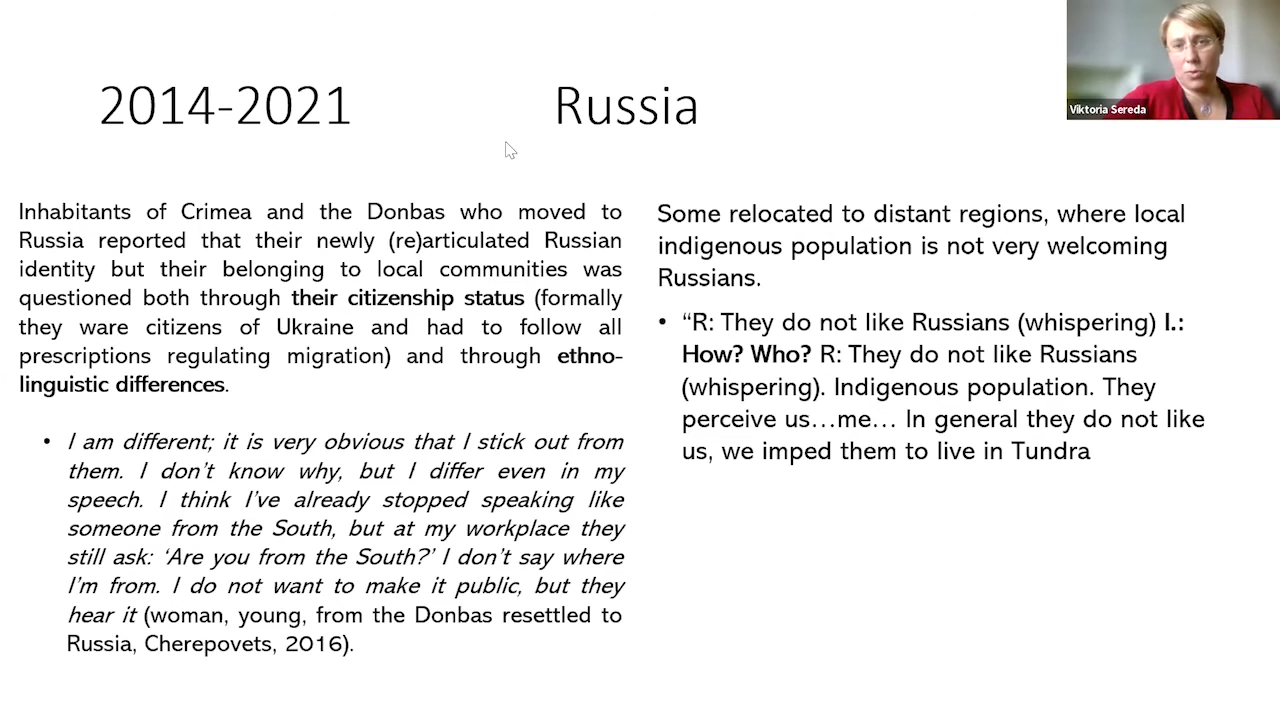 2014-2021 Russia
Viktoria Sereda
Inhabitants of Crimea and the Donbas who moved to
Russia reported that their newly (re)articulated Russian
identity but their belonging to local communities was
questioned both through their citizenship status (formally
they ware citizens of Ukraine and had to follow all
prescriptions regulating migration) and through ethno-
linguistic differences.
• I am different; it is very obvious that I stick out from
them. I don't know why, but I differ even in my
speech. I think I've already stopped speaking like
someone from the South, but at my workplace they
still ask: 'Are you from the South?' I don't say where
I'm from. I do not want to make it public, but they
hear it (woman, young, from the Donbas resettled to
Russia, Cherepovets, 2016).
Some relocated to distant regions, where local
indigenous population is not very welcoming
Russians.
• “R: They do not like Russians (whispering) I.:
How? Who? R: They do not like Russians
(whispering). Indigenous population. They
perceive us…me… In general they do not like
us, we imped them to live in Tundra